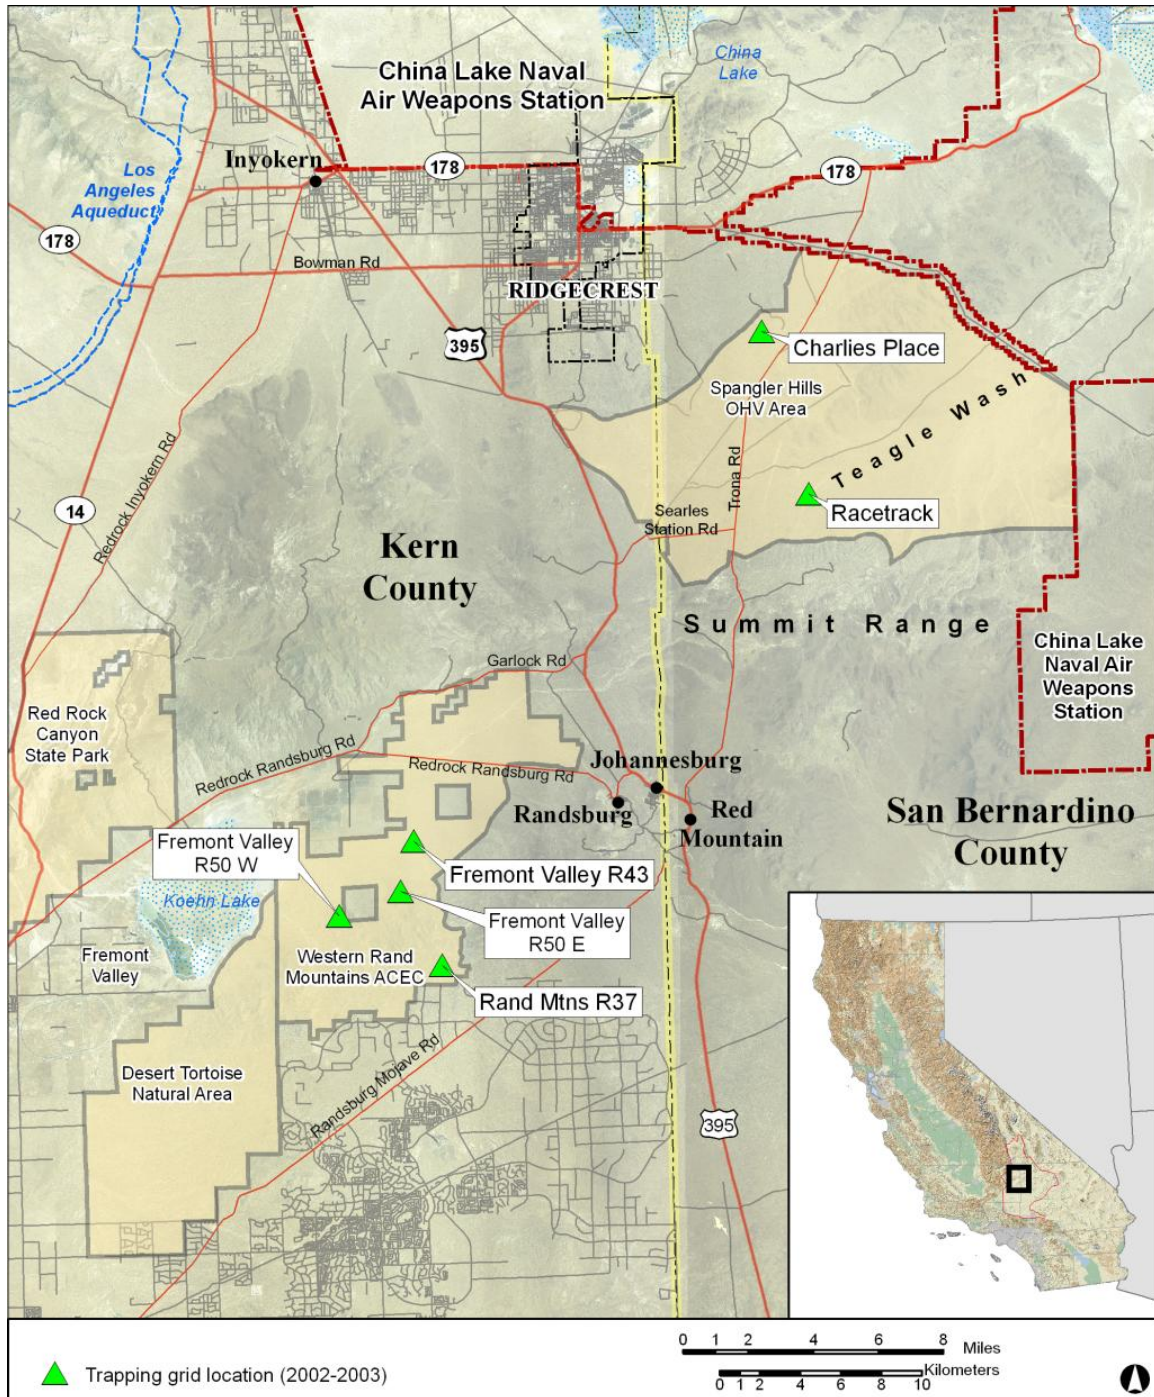 China Lake Naval
Air Weapons Station
China
Lake
Inyokern
178
178
Los
Angeles
Aqueduct
178
Bowman Rd
RIDGECREST
395
Charlies Place
Spangler Hills
OHV Area
Teagle Wash
Redrock Inyokern Rd
Trona Rd
14
Racetrack
Searles
Station Rd
Kern
County
Summit Range
China Lake
Naval Air
Weapons
Station
Garlock Rd
Red Rock
Canyon
State Park
Redrock Randsburg Rd
Redrock Randsburg Rd
Johannesburg
Randsburg
Red
Mountain
San Bernardino
County
Fremont Valley
R50 W
Fremont Valley R43
Koehn Lake
Fremont Valley
R50 E
Fremont
Valley
Western Rand
Mountains ACEC
Rand Mtns R37
Desert Tortoise
Natural Area
Randsburg Mojave Rd
395
0 1 2 4 6 8
Miles
Kilometers
0 1 2 4 6 8 10
Trapping grid location (2002-2003)